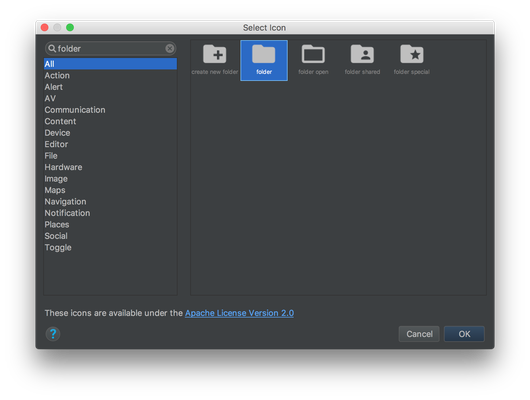 Select Icon
folder
All
Action
Alert
AV
Communication
Content
Device
Editor
File
Hardware
Image
Maps
Navigation
Notification
Places
Social
Toggle
create new folder folder folder open folder shared folder special
These icons are available under the Apache License Version 2.0
? Cancel OK